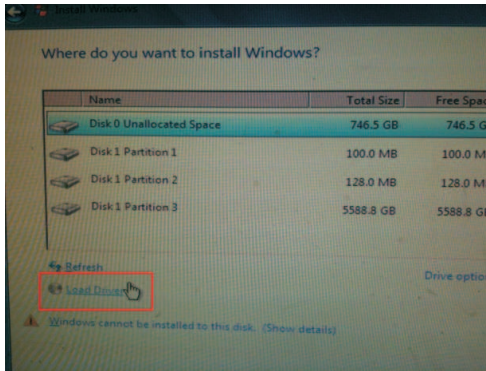 Install Windows
Where do you want to install Windows?
Name Total Size Free Spac
Disk 0 Unallocated Space 746.5 GB 746.5 G
Disk 1 Partition 1 100.0 MB 100.0 M
Disk 1 Partition 2 128.0 MB 128.0 M
Disk 1 Partition 3 5588.8 GB 5588.8 G
Refresh
Drive optio
Load Driver
Windows cannot be installed to this disk. (Show details)